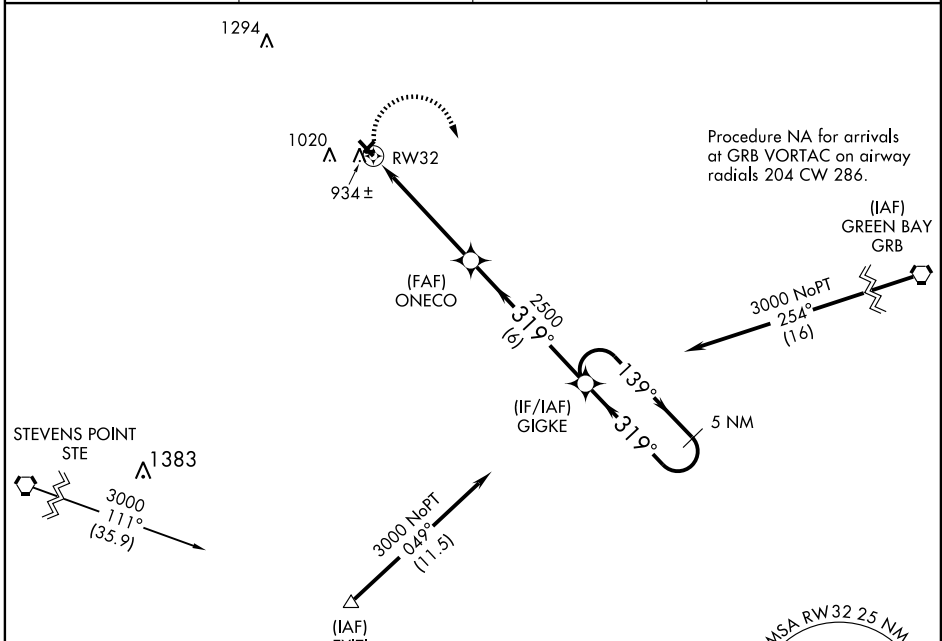 1294
1020
RW32
934±
Procedure NA for arrivals
at GRB VORTAC on airway
radials 204 CW 286.
(IAF)
GREEN BAY
GRB
(FAF)
ONECO
3000 NoPT
254°
(16)
2500
319°
(6)
139°
(IF/IAF)
GIGKE
319°
5 NM
STEVENS POINT
STE
1383
3000
111°
(35.9)
3000 NoPT
049°
(11.5)
(IAF)
MSA RW32 25 NM